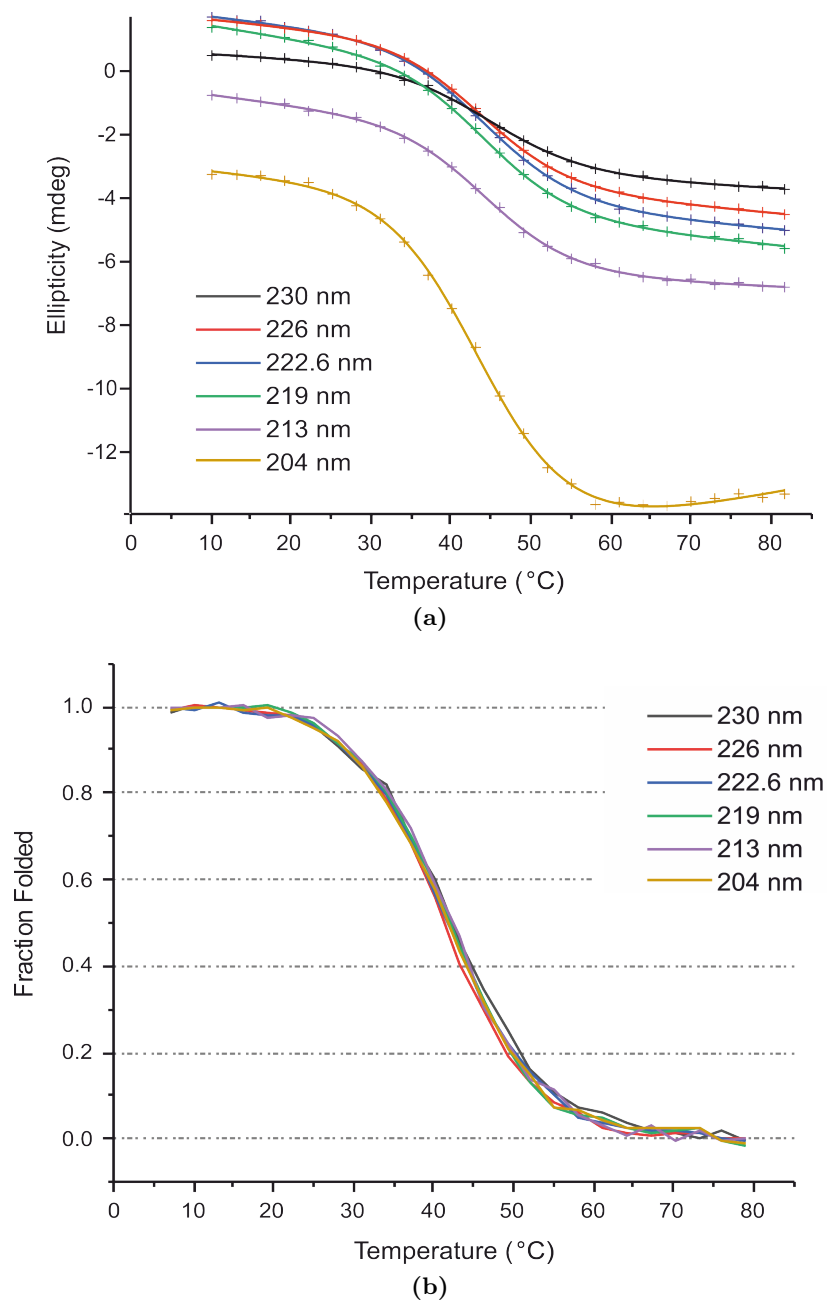 0
-2
-4
-6
-8
-10
-12
Ellipticity (mdeg)
230 nm
226 nm
222.6 nm
219 nm
213 nm
204 nm
0 10 20 30 40 50 60 70 80
Temperature (°C)
(a)
1.0
0.8
0.6
0.4
0.2
0.0
Fraction Folded
230 nm
226 nm
222.6 nm
219 nm
213 nm
204 nm
0 10 20 30 40 50 60 70 80
Temperature (°C)
(b)